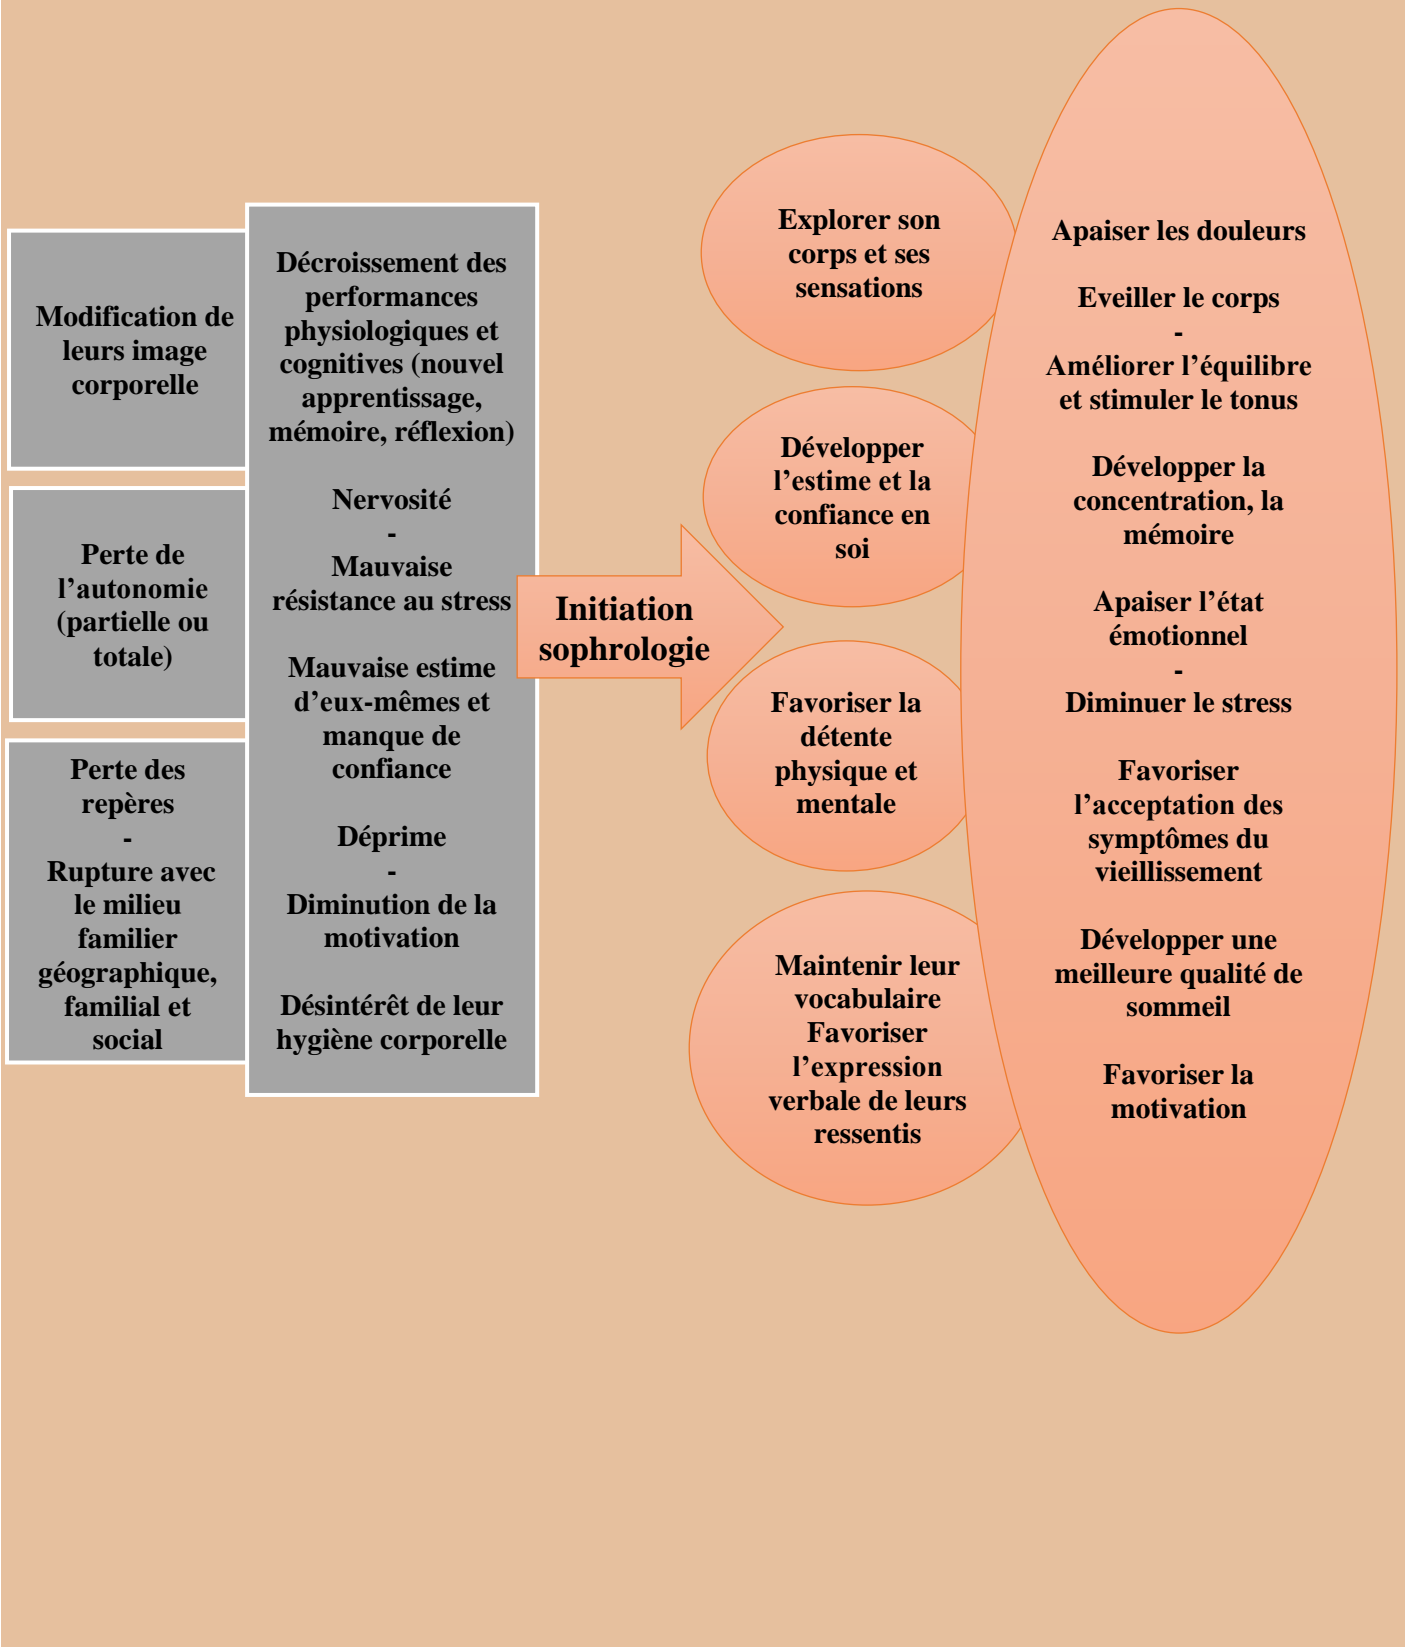 Modification de
leurs image
corporelle
Perte de
l’autonomie
(partielle ou
totale)
Perte des
repères
-
Rupture avec
le milieu
familier
géographique,
familial et
social
Décroissement des
performances
physiologiques et
cognitives (nouvel
apprentissage,
mémoire, réflexion)
Nervosité
-
Mauvaise
résistance au stress
Mauvaise estime
d’eux-mêmes et
manque de
confiance
Déprime
-
Diminution de la
motivation
Désintérêt de leur
hygiène corporelle
Initiation
sophrologie
Explorer son
corps et ses
sensations
Développer
l’estime et la
confiance en
soi
Favoriser la
détente
physique et
mentale
Maintenir leur
vocabulaire
Favoriser
l’expression
verbale de leurs
ressentis
Apaiser les douleurs
Eveiller le corps
-
Améliorer l’équilibre
et stimuler le tonus
Développer la
concentration, la
mémoire
Apaiser l’état
émotionnel
-
Diminuer le stress
Favoriser
l’acceptation des
symptômes du
vieillissement
Développer une
meilleure qualité de
sommeil
Favoriser la
motivation